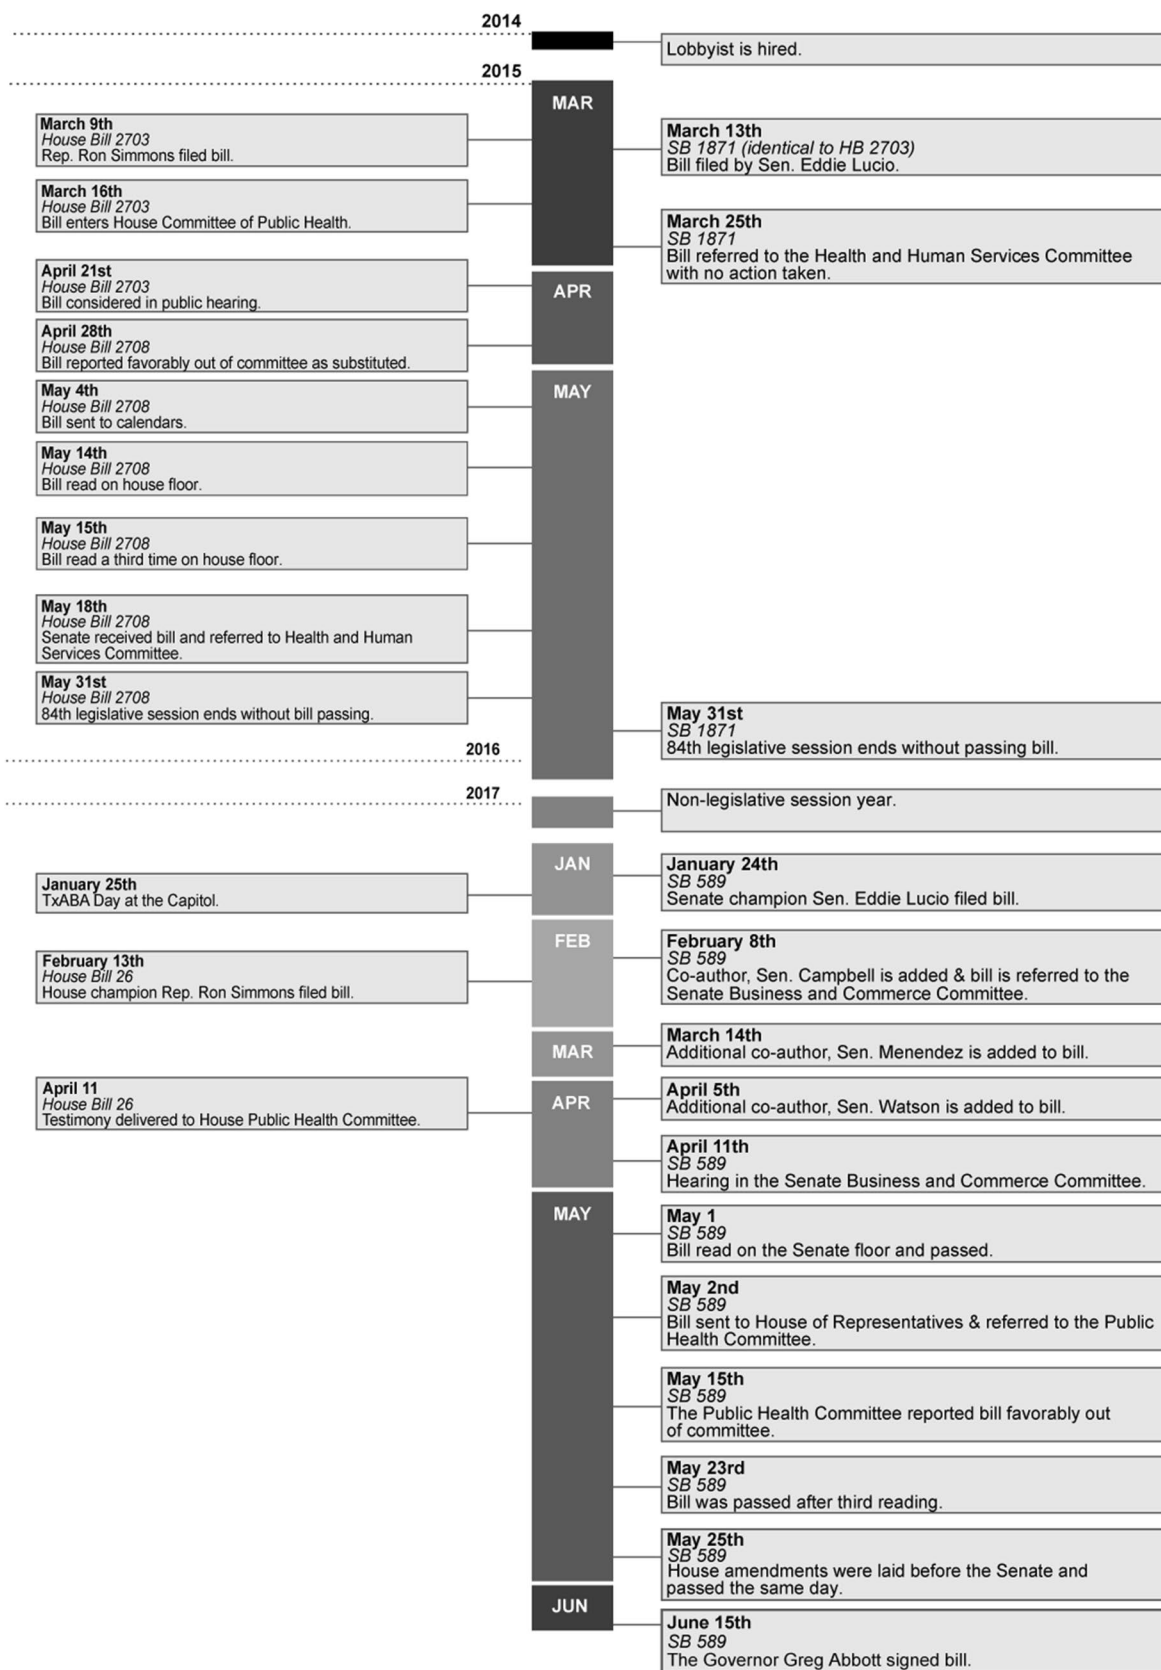 2014
Lobbyist is hired.
2015
MAR
March 9th
House Bill 2703
Rep. Ron Simmons filed bill.
March 13th
SB 1871 (identical to HB 2703)
Bill filed by Sen. Eddie Lucio.
March 16th
House Bill 2703
Bill enters House Committee of Public Health.
March 25th
SB 1871
Bill referred to the Health and Human Services Committee
with no action taken.
APR
April 21st
House Bill 2703
Bill considered in public hearing.
April 28th
House Bill 2708
Bill reported favorably out of committee as substituted.
MAY
May 4th
House Bill 2708
Bill sent to calendars.
May 14th
House Bill 2708
Bill read on house floor.
May 15th
House Bill 2708
Bill read a third time on house floor.
May 18th
House Bill 2708
Senate received bill and referred to Health and Human
Services Committee.
May 31st
House Bill 2708
84th legislative session ends without bill passing.
May 31st
SB 1871
84th legislative session ends without passing bill.
2016
2017
Non-legislative session year.
JAN
January 24th
SB 589
Senate champion Sen. Eddie Lucio filed bill.
January 25th
TxABA Day at the Capitol.
FEB
February 8th
SB 589
Co-author, Sen. Campbell is added & bill is referred to the
Senate Business and Commerce Committee.
February 13th
House Bill 26
House champion Rep. Ron Simmons filed bill.
MAR
March 14th
Additional co-author, Sen. Menendez is added to bill.
APR
April 5th
Additional co-author, Sen. Watson is added to bill.
April 11
House Bill 26
Testimony delivered to House Public Health Committee.
April 11th
SB 589
Hearing in the Senate Business and Commerce Committee.
MAY
May 1
SB 589
Bill read on the Senate floor and passed.
May 2nd
SB 589
Bill sent to House of Representatives & referred to the Public
Health Committee.
May 15th
SB 589
The Public Health Committee reported bill favorably out
of committee.
May 23rd
SB 589
Bill was passed after third reading.
May 25th
SB 589
House amendments were laid before the Senate and
passed the same day.
JUN
June 15th
SB 589
The Governor Greg Abbott signed bill.